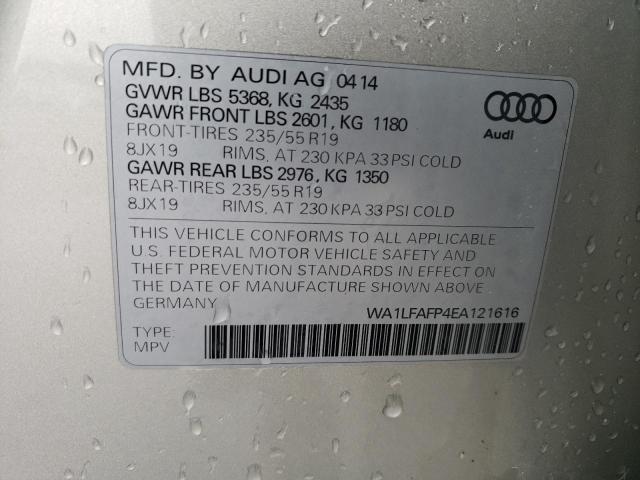 MFD. BY AUDI AG 04 14
GVWR LBS 5368, KG 2435
GAWR FRONT LBS 2601, KG 1180
FRONT-TIRES 235/55 R19
8JX19 RIMS, AT 230 KPA 33 PSI COLD
GAWR REAR LBS 2976, KG 1350
REAR-TIRES 235/55 R19
8JX19 RIMS, AT 230 KPA 33 PSI COLD
Audi
THIS VEHICLE CONFORMS TO ALL APPLICABLE
U.S. FEDERAL MOTOR VEHICLE SAFETY AND
THEFT PREVENTION STANDARDS IN EFFECT ON
THE DATE OF MANUFACTURE SHOWN ABOVE
GERMANY
WA1LFAFP4EA121616
TYPE:
MPV